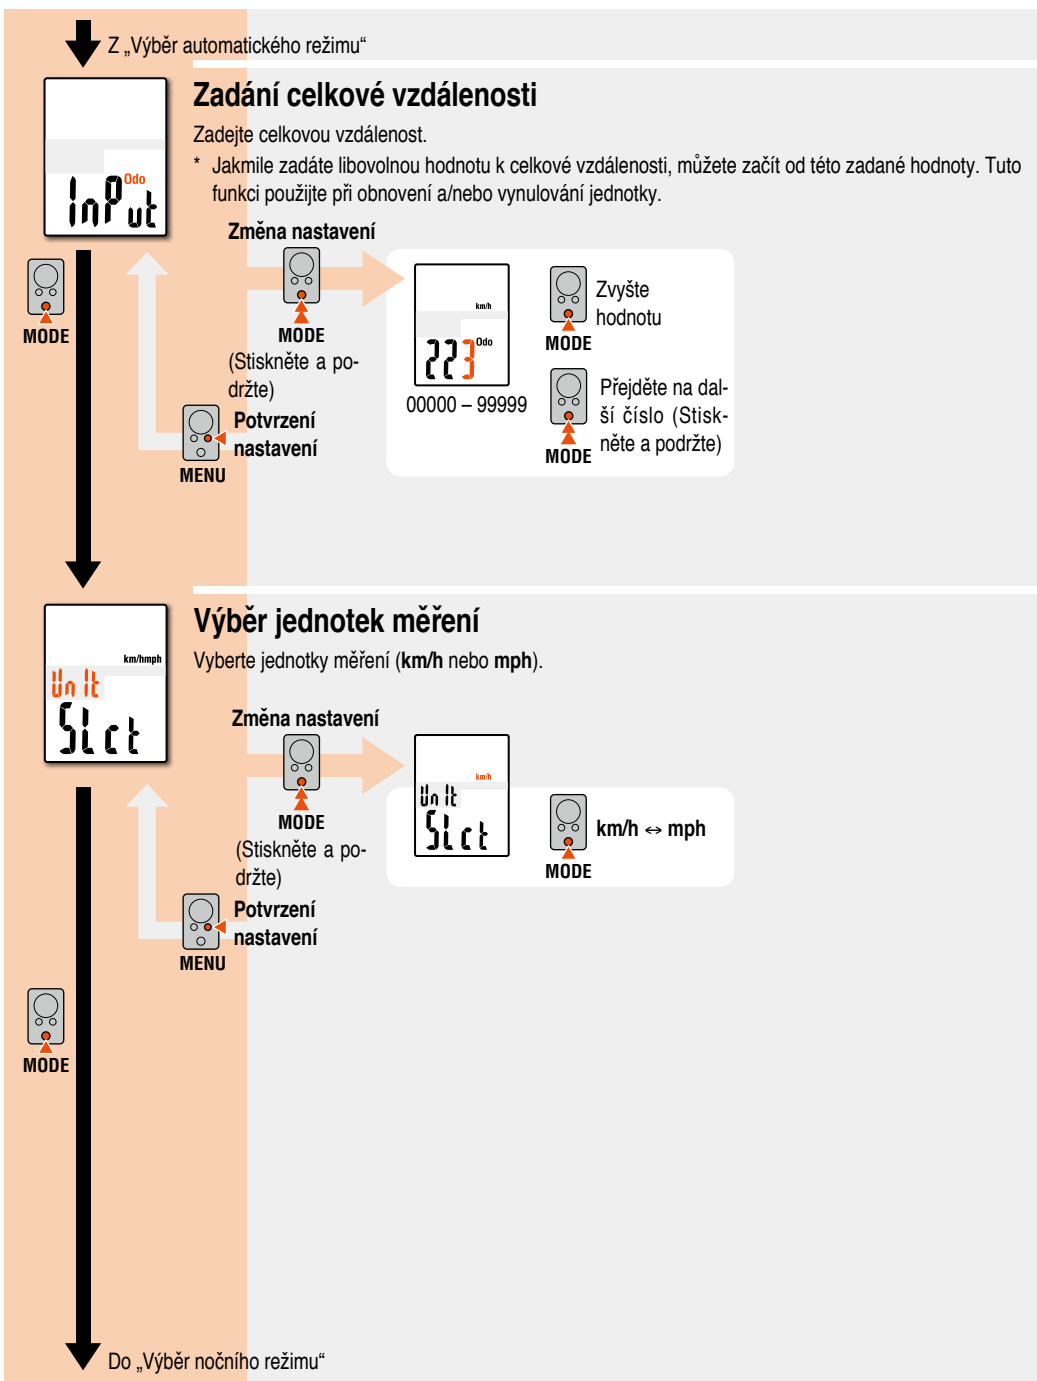 Z „Výběr automatického režimu“
Zadání celkové vzdálenosti
Zadejte celkovou vzdálenost.
* Jakmile zadáte libovolnou hodnotu k celkové vzdálenosti, můžete začít od této zadané hodnoty. Tuto
funkci použijte při obnovení a/nebo vynulování jednotky.
Odo
InPut
MODE
Změna nastavení
MODE
(Stiskněte a po-
držte)
Potvrzení
nastavení
MENU
km/h
Odo
223
00000 – 99999
Zvyšte
hodnotu
MODE
Přejděte na dal-
ší číslo (Stisk-
něte a podržte)
MODE
Výběr jednotek měření
Vyberte jednotky měření (km/h nebo mph).
km/hmph
UnIt
SLct
Změna nastavení
MODE
(Stiskněte a po-
držte)
Potvrzení
nastavení
MENU
km/h
UnIt
SLct
km/h ↔ mph
MODE
MODE
Do „Výběr nočního režimu“